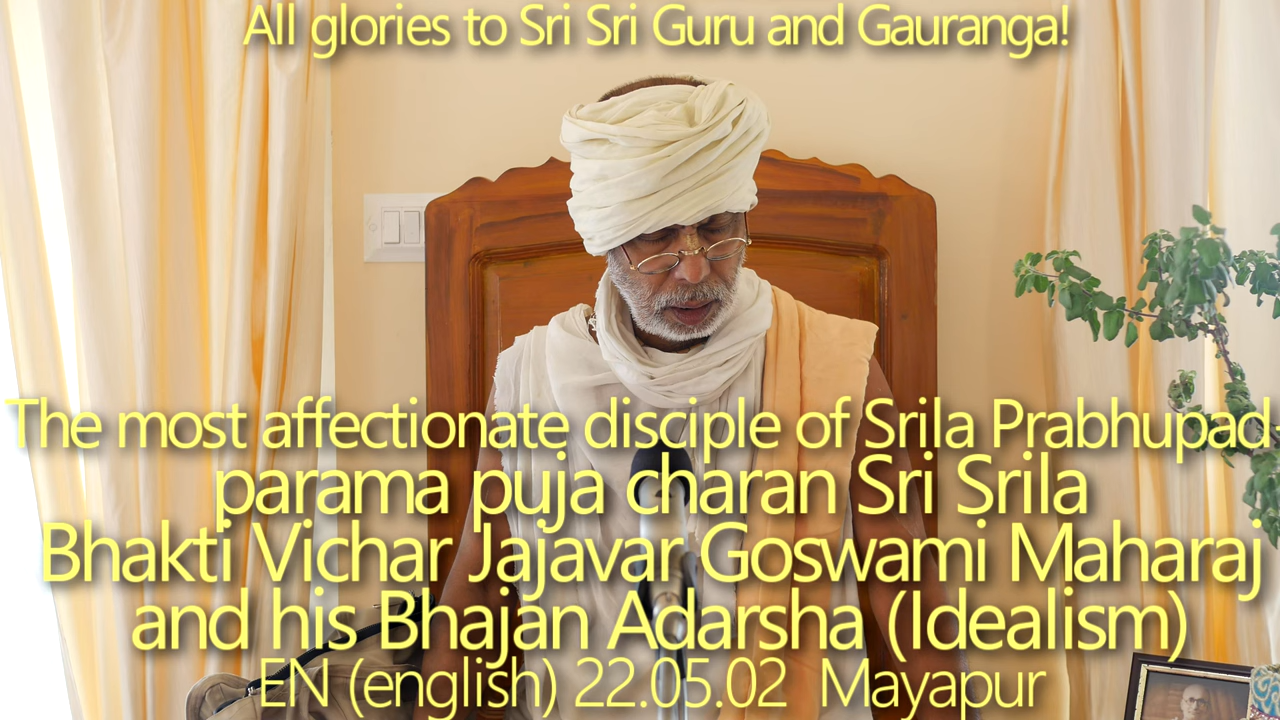 All glories to Sri Sri Guru and Gauranga!
The most affectionate disciple of Srila Prabhupad
parama puja charan Sri Srila
Bhakti Vichar Jajavar Goswami Maharaj
and his Bhajan Adarsha (Idealism)
EN (english) 22.05.02 Mayapur